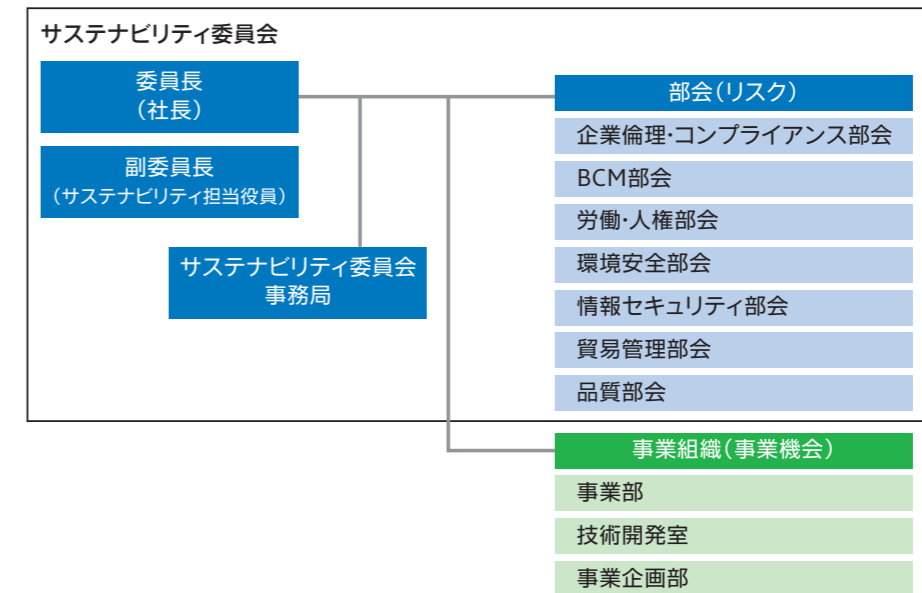 サステナビリティ委員会
委員長
（社長）
副委員長
（サステナビリティ担当役員）
サステナビリティ委員会
事務局
部会（リスク）
企業倫理・コンプライアンス部会
BCM部会
労働・人権部会
環境安全部会
情報セキュリティ部会
貿易管理部会
品質部会
事業組織（事業機会）
事業部
技術開発室
事業企画部